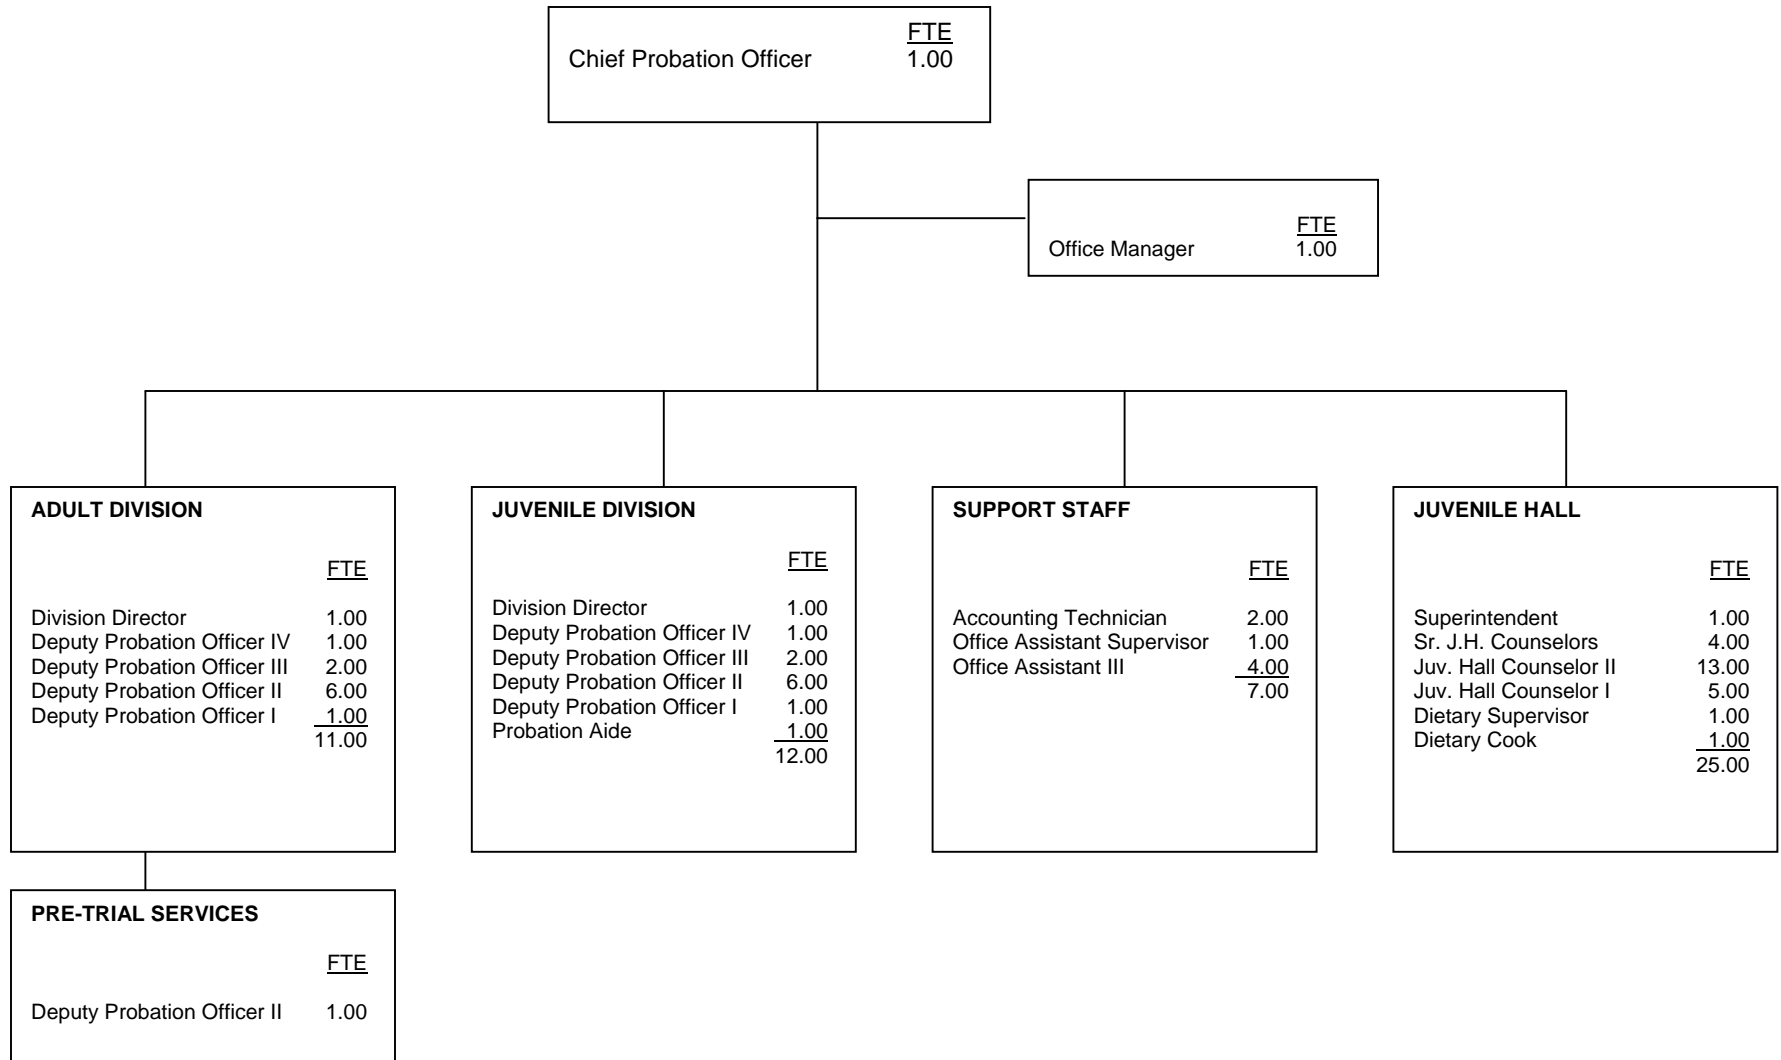 FTE
Chief Probation Officer 1.00
FTE
Office Manager 1.00
ADULT DIVISION
FTE
Division Director 1.00
Deputy Probation Officer IV 1.00
Deputy Probation Officer III 2.00
Deputy Probation Officer II 6.00
Deputy Probation Officer I 1.00
11.00
JUVENILE DIVISION
FTE
Division Director 1.00
Deputy Probation Officer IV 1.00
Deputy Probation Officer III 2.00
Deputy Probation Officer II 6.00
Deputy Probation Officer I 1.00
Probation Aide 1.00
12.00
SUPPORT STAFF
FTE
Accounting Technician 2.00
Office Assistant Supervisor 1.00
Office Assistant III 4.00
7.00
JUVENILE HALL
FTE
Superintendent 1.00
Sr. J.H. Counselors 4.00
Juv. Hall Counselor II 13.00
Juv. Hall Counselor I 5.00
Dietary Supervisor 1.00
Dietary Cook 1.00
25.00
PRE-TRIAL SERVICES
FTE
Deputy Probation Officer II 1.00